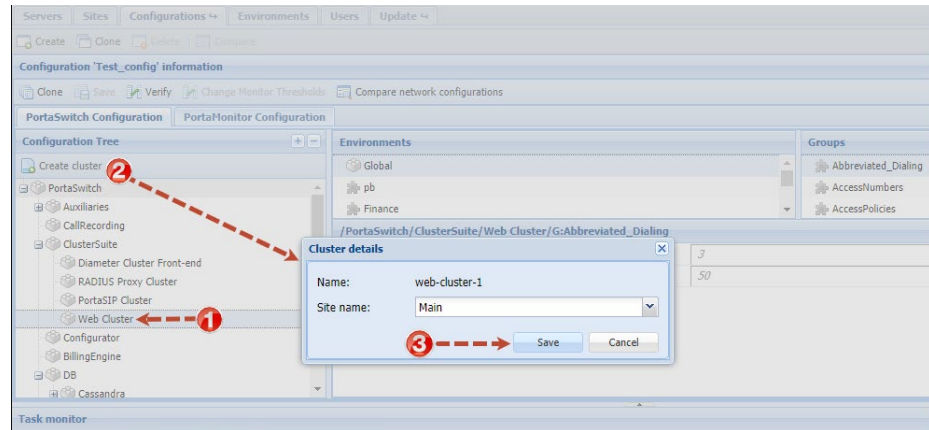 Servers Sites Configurations ↪ Environments Users Update ↪
Create Clone Delete Compare
Configuration 'Test_config' information
Clone Save Verify Change Monitor Thresholds Compare network configurations
PortaSwitch Configuration PortaMonitor Configuration
Configuration Tree
Create cluster
2
PortaSwitch
Auxiliaries
CallRecording
ClusterSuite
Diameter Cluster Front-end
RADIUS Proxy Cluster
PortaSIP Cluster
Web Cluster
1
Configurator
BillingEngine
DB
Cassandra
Environments
Global
pb
Finance
Groups
Abbreviated_Dialing
AccessNumbers
AccessPolicies
/PortaSwitch/ClusterSuite/Web Cluster/G:Abbreviated_Dialing
3
50
Cluster details
Name: web-cluster-1
Site name: Main
3
Save Cancel
Task monitor